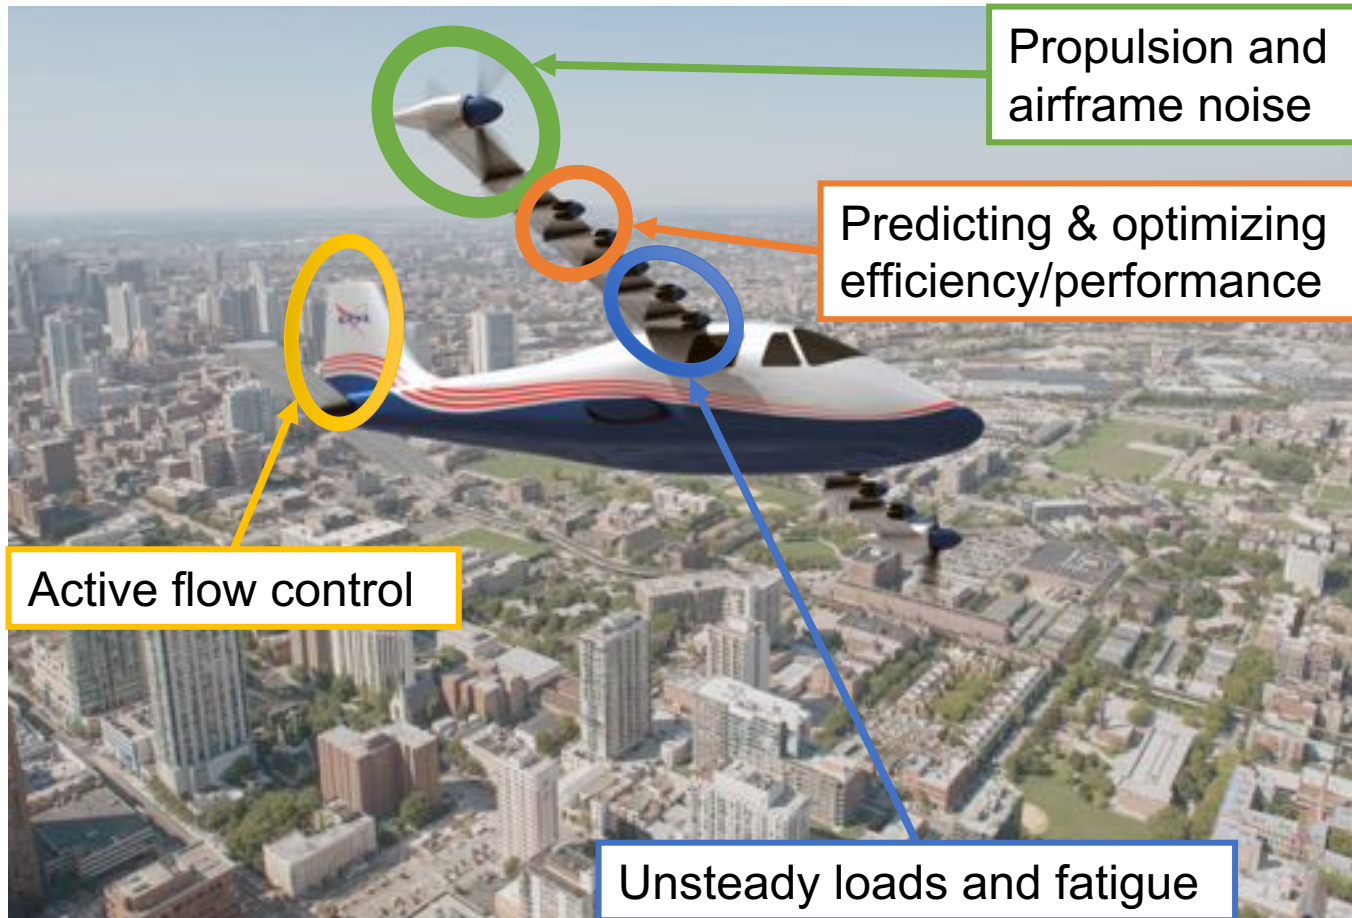 Propulsion and
airframe noise
Predicting & optimizing
efficiency/performance
Active flow control
Unsteady loads and fatigue